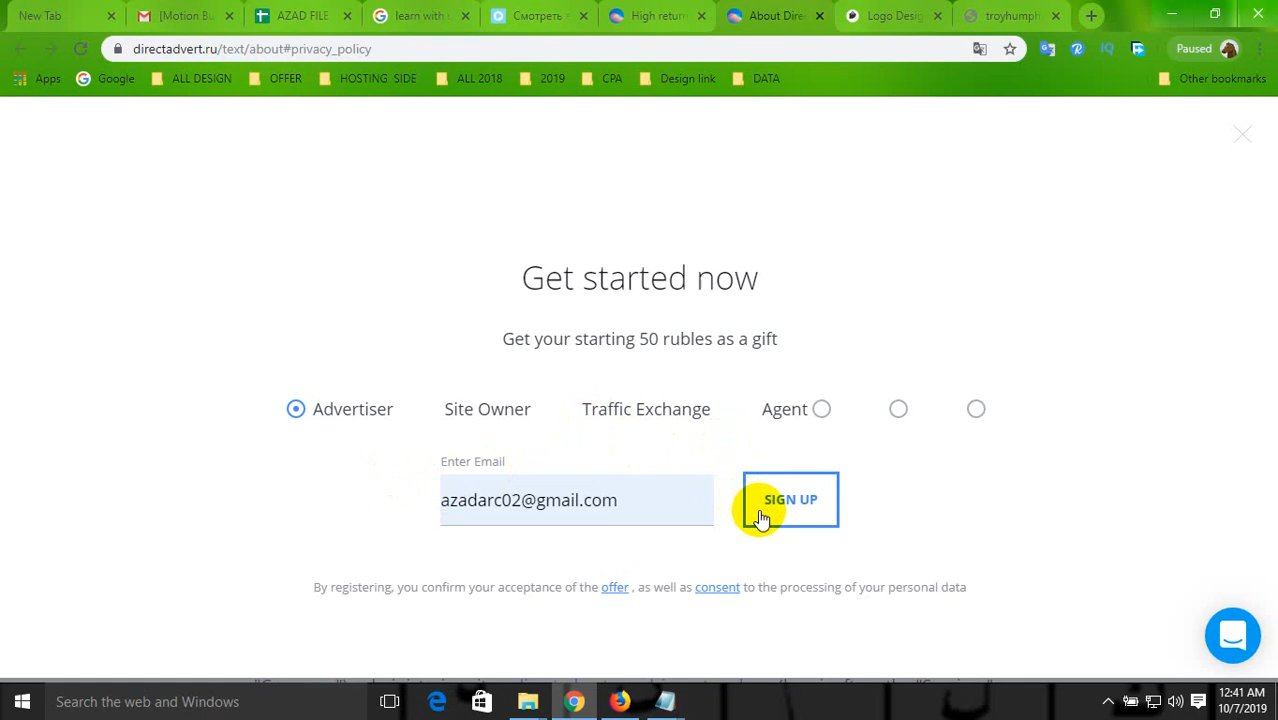 New Tab
[Motion Bu
AZAD FILE
learn with s
Смотреть в
High return
About Direc
Logo Desig
troyhumph
directadvert.ru/text/about#privacy_policy
Paused
Apps
Google
ALL DESIGN
OFFER
HOSTING SIDE
ALL 2018
2019
CPA
Design link
DATA
Other bookmarks
Get started now
Get your starting 50 rubles as a gift
Advertiser
Site Owner
Traffic Exchange
Agent
Enter Email
azadarc02@gmail.com
SIGN UP
By registering, you confirm your acceptance of the offer , as well as consent to the processing of your personal data
Search the web and Windows
12:41 AM
10/7/2019